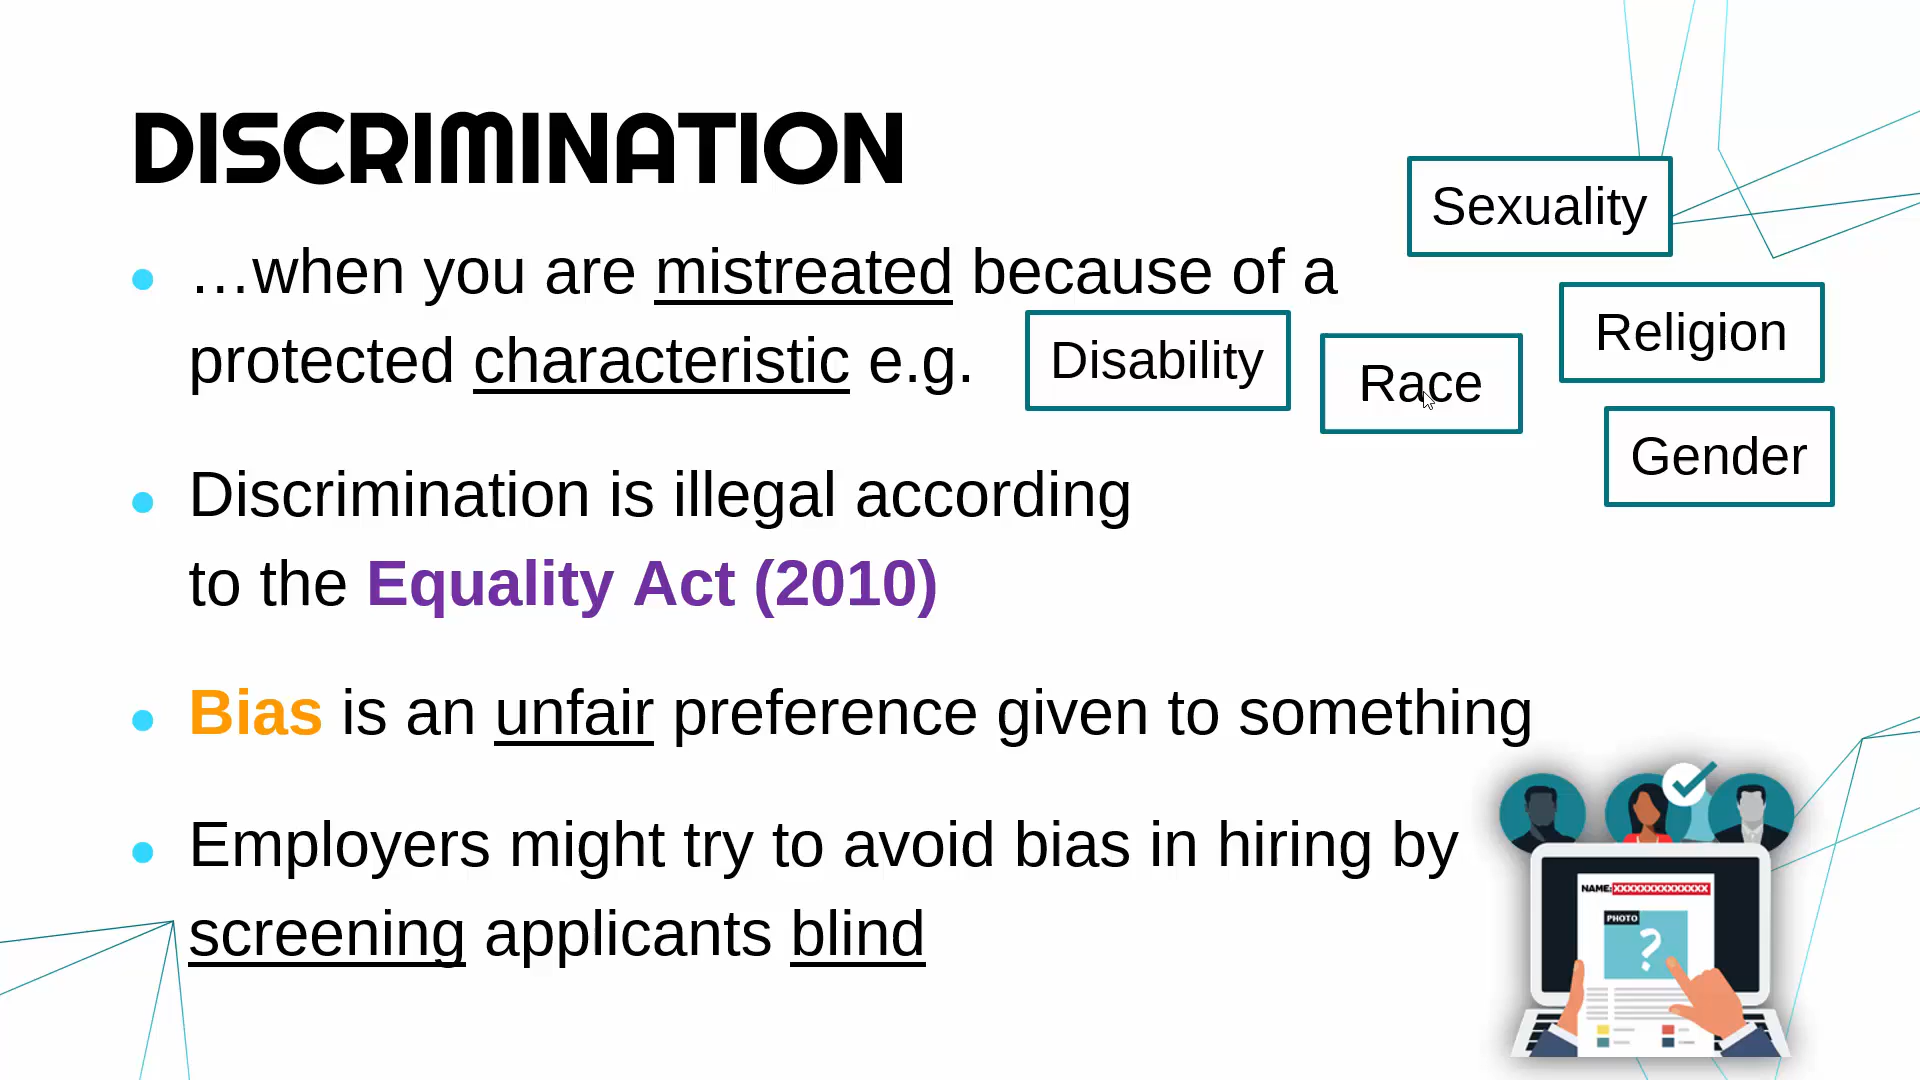 DISCRIMINATION
…when you are mistreated because of a
protected characteristic e.g.
Sexuality
Disability
Race
Religion
Gender
Discrimination is illegal according
to the Equality Act (2010)
Bias is an unfair preference given to something
Employers might try to avoid bias in hiring by
screening applicants blind
NAME: XXXXXXXXXXXXXX
PHOTO
?